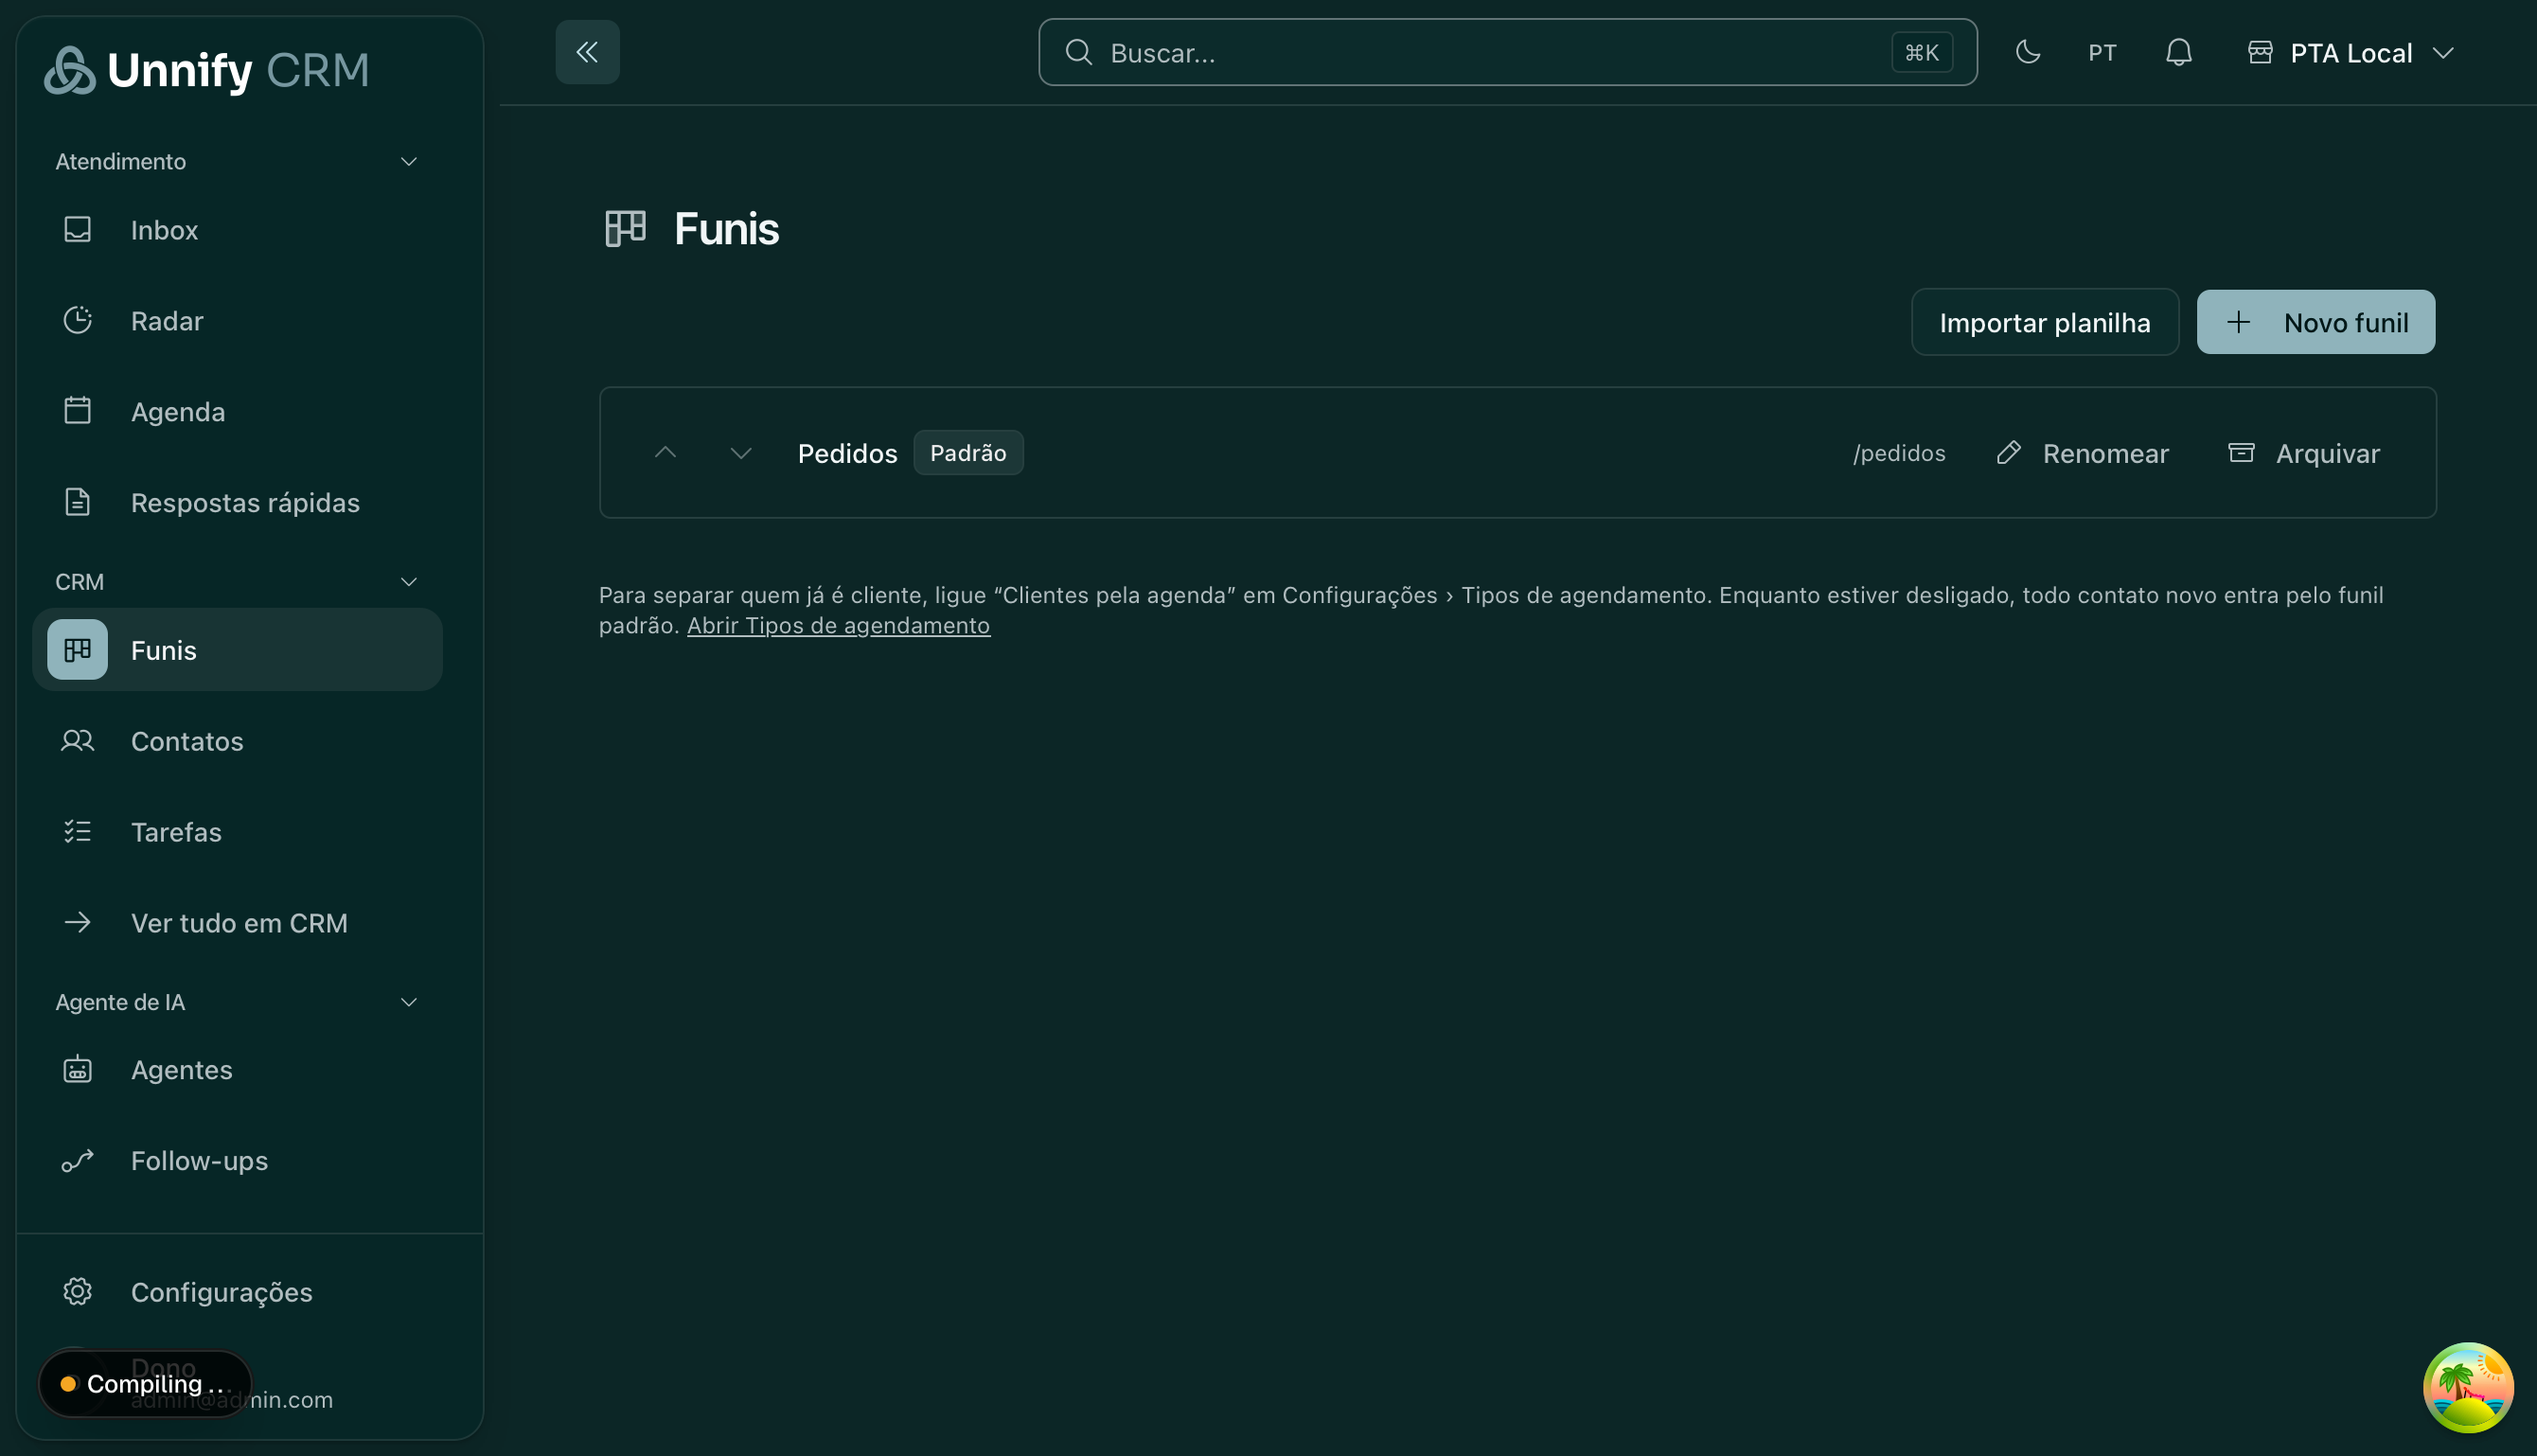 Unnify CRM
Buscar...
⌘K
PT
PTA Local
Atendimento
Inbox
Radar
Agenda
Respostas rápidas
CRM
Funis
Contatos
Tarefas
Ver tudo em CRM
Agente de IA
Agentes
Follow-ups
Configurações
Dono
admin@admin.com
Compiling ...
Funis
Importar planilha
Novo funil
Pedidos
Padrão
/pedidos
Renomear
Arquivar
Para separar quem já é cliente, ligue “Clientes pela agenda” em Configurações › Tipos de agendamento. Enquanto estiver desligado, todo contato novo entra pelo funil
padrão. Abrir Tipos de agendamento